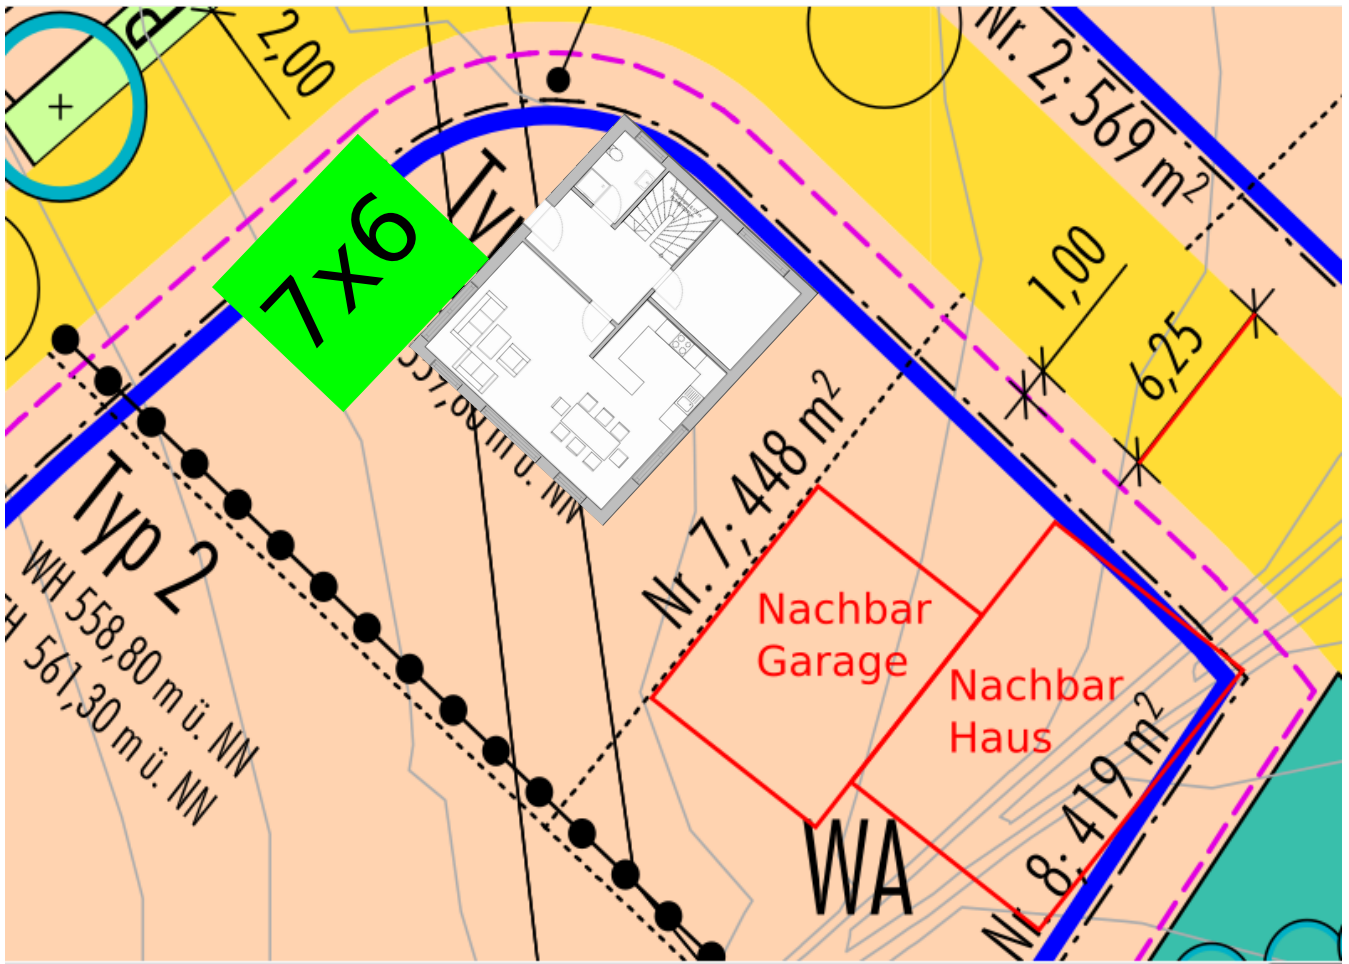 2,00
Nr. 2; 569 m²
7x6
1,00
6,25
Nr. 7; 448 m²
Typ 2
WH 558,80 m ü. NN
561,30 m ü. NN
Nachbar
Garage
Nachbar
Haus
8; 419 m²
WA